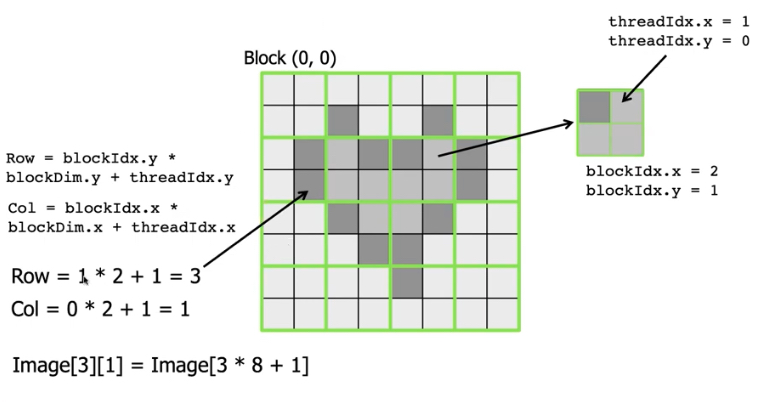 threadIdx.x = 1
threadIdx.y = 0
Block (0, 0)
Row = blockIdx.y *
blockDim.y + threadIdx.y
Col = blockIdx.x *
blockDim.x + threadIdx.x
blockIdx.x = 2
blockIdx.y = 1
Row = 1 * 2 + 1 = 3
Col = 0 * 2 + 1 = 1
Image[3][1] = Image[3 * 8 + 1]